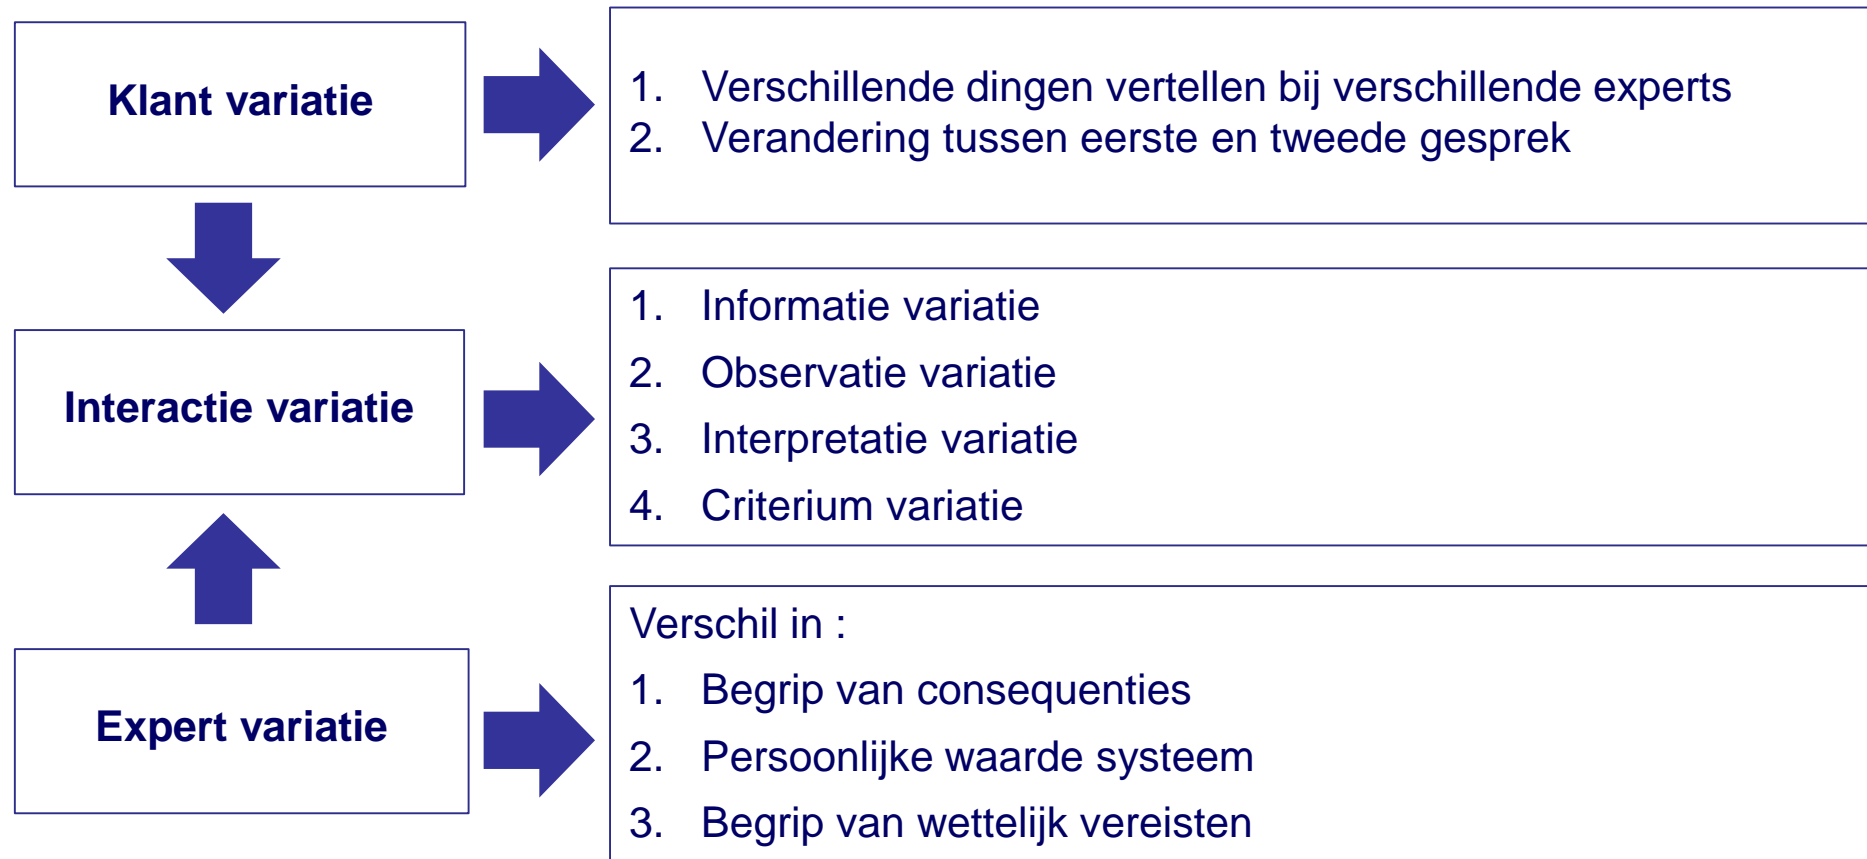 Klant variatie
1. Verschillende dingen vertellen bij verschillende experts
2. Verandering tussen eerste en tweede gesprek
Interactie variatie
1. Informatie variatie
2. Observatie variatie
3. Interpretatie variatie
4. Criterium variatie
Expert variatie
Verschil in :
1. Begrip van consequenties
2. Persoonlijke waarde systeem
3. Begrip van wettelijk vereisten